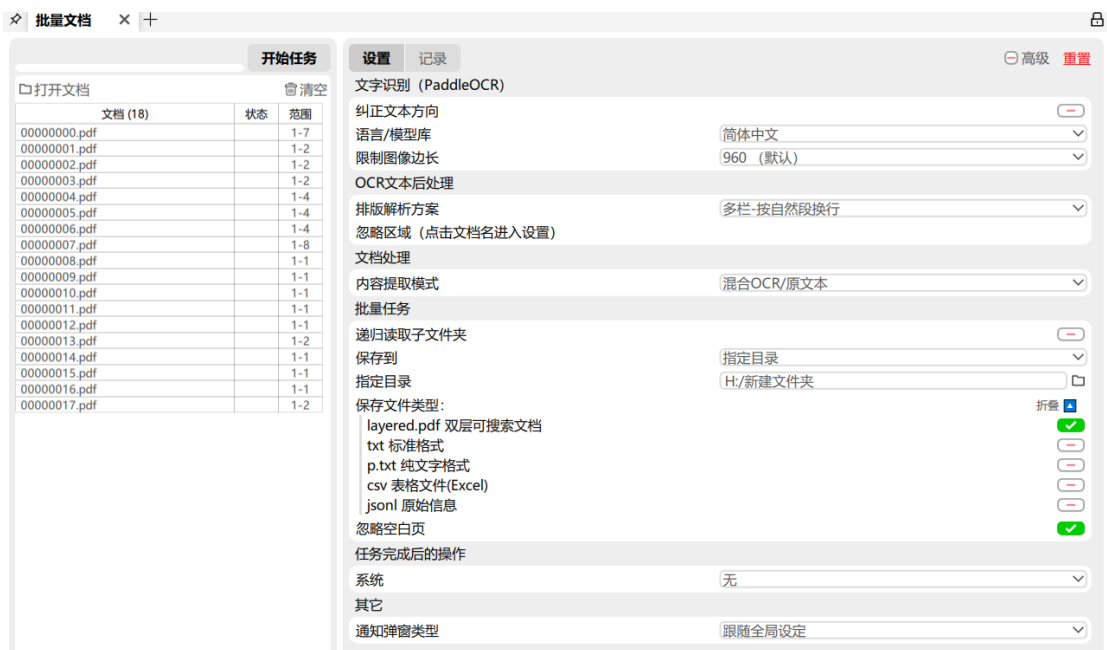 批量文档
开始任务
打开文档 清空
文档 (18) 状态 范围
00000000.pdf 1-7
00000001.pdf 1-2
00000002.pdf 1-2
00000003.pdf 1-2
00000004.pdf 1-4
00000005.pdf 1-4
00000006.pdf 1-4
00000007.pdf 1-8
00000008.pdf 1-1
00000009.pdf 1-1
00000010.pdf 1-1
00000011.pdf 1-1
00000012.pdf 1-1
00000013.pdf 1-2
00000014.pdf 1-1
00000015.pdf 1-1
00000016.pdf 1-1
00000017.pdf 1-2
设置 记录 高级 重置
文字识别（PaddleOCR）
纠正文本方向
语言/模型库 简体中文
限制图像边长 960 （默认）
OCR文本后处理
排版解析方案 多栏-按自然段换行
忽略区域（点击文档名进入设置）
文档处理
内容提取模式 混合OCR/原文本
批量任务
递归读取子文件夹
保存到 指定目录
指定目录 H:/新建文件夹
保存文件类型： 折叠
layered.pdf 双层可搜索文档
txt 标准格式
p.txt 纯文字格式
csv 表格文件(Excel)
jsonl 原始信息
忽略空白页
任务完成后的操作
系统 无
其它
通知弹窗类型 跟随全局设定